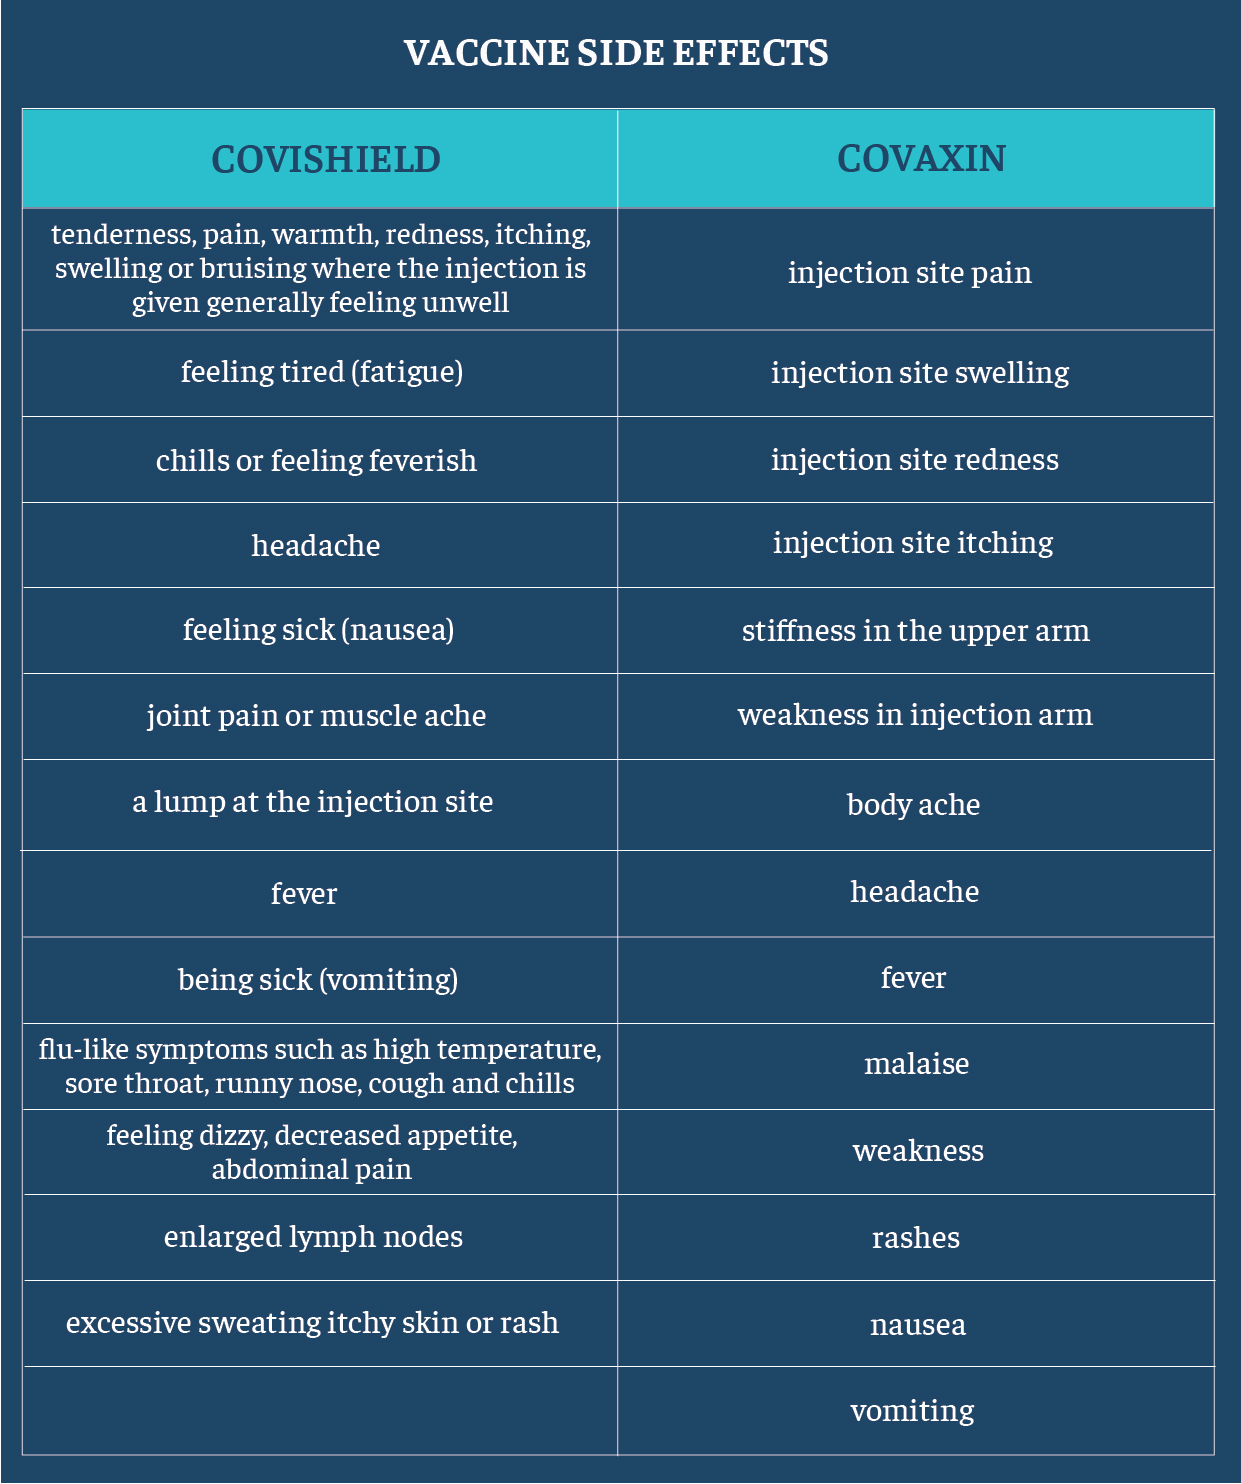 VACCINE SIDE EFFECTS
COVISHIELD
COVAXIN
tenderness, pain, warmth, redness, itching,
swelling or bruising where the injection is
given generally feeling unwell
injection site pain
feeling tired (fatigue)
injection site swelling
chills or feeling feverish
injection site redness
headache
injection site itching
feeling sick (nausea)
stiffness in the upper arm
joint pain or muscle ache
weakness in injection arm
a lump at the injection site
body ache
fever
headache
being sick (vomiting)
fever
flu-like symptoms such as high temperature,
sore throat, runny nose, cough and chills
malaise
feeling dizzy, decreased appetite,
abdominal pain
weakness
enlarged lymph nodes
rashes
excessive sweating itchy skin or rash
nausea
vomiting